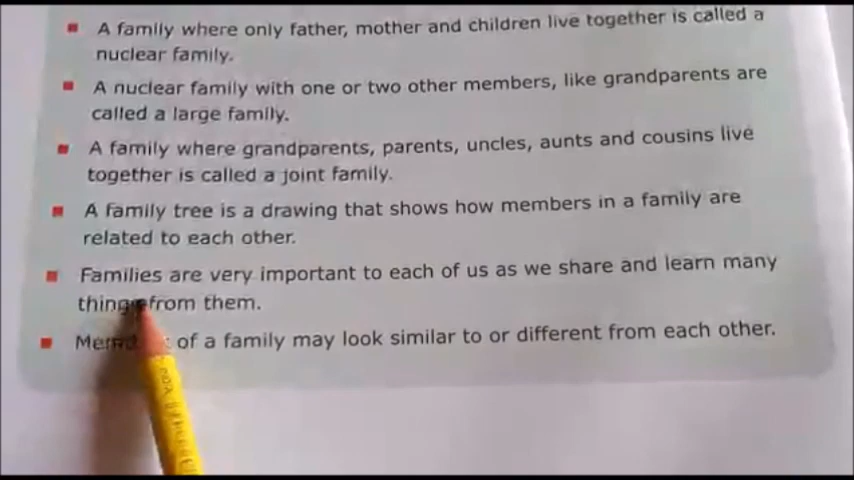 A family where only father, mother and children live together is called a
nuclear family.
A nuclear family with one or two other members, like grandparents are
called a large family.
A family where grandparents, parents, uncles, aunts and cousins live
together is called a joint family.
A family tree is a drawing that shows how members in a family are
related to each other.
Families are very important to each of us as we share and learn many
things from them.
of a family may look similar to or different from each other.